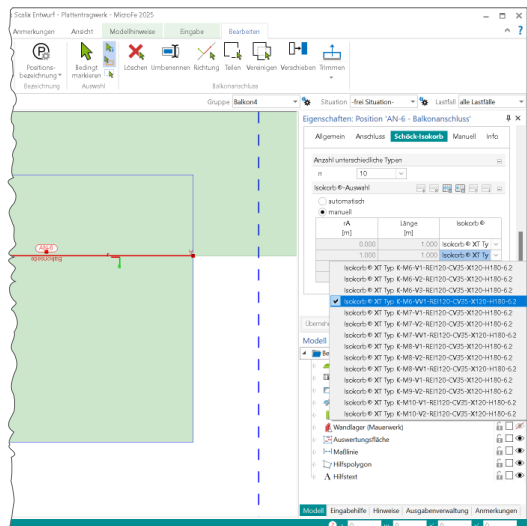 Scalix Entwurf - Plattentragwerk - MicroFe 2025
Anmerkungen Ansicht Modellhinweise Eingabe Bearbeiten
Positions-
bezeichnung
Bedingt
markieren
Löschen Umbenennen Richtung Teilen Vereinigen Verschieben Trimmen
Bezeichnung Auswahl Balkonanschluss
Gruppe Balkon4 Situation -frei Situation- Lastfall alle Lastfälle
Eigenschaften: Position 'AN-6 - Balkonanschluss'
Allgemein Anschluss Schöck-Isokorb Manuell Info
Anzahl unterschiedliche Typen
n 10
Isokorb ®-Auswahl
automatisch
manuell
rA Länge Isokorb ®
[m] [m]
0.000 1.000 Isokorb ® XT Ty
1.000 1.000 Isokorb ® XT Ty
AN-6
Balkonseite
Isokorb ® XT Typ K-M6-V1-REI120-CV35-X120-H180-6.2
Isokorb ® XT Typ K-M6-V2-REI120-CV35-X120-H180-6.2
Isokorb ® XT Typ K-M6-V3-REI120-CV35-X120-H180-6.2
Isokorb ® XT Typ K-M6-VV1-REI120-CV35-X120-H180-6.2
Isokorb ® XT Typ K-M7-V1-REI120-CV35-X120-H180-6.2
Isokorb ® XT Typ K-M7-V2-REI120-CV35-X120-H180-6.2
Isokorb ® XT Typ K-M7-VV1-REI120-CV35-X120-H180-6.2
Isokorb ® XT Typ K-M8-V1-REI120-CV35-X120-H180-6.2
Isokorb ® XT Typ K-M8-V2-REI120-CV35-X120-H180-6.2
Isokorb ® XT Typ K-M8-VV1-REI120-CV35-X120-H180-6.2
Isokorb ® XT Typ K-M9-V1-REI120-CV35-X120-H180-6.2
Isokorb ® XT Typ K-M9-V2-REI120-CV35-X120-H180-6.2
Isokorb ® XT Typ K-M10-V1-REI120-CV35-X120-H180-6.2
Isokorb ® XT Typ K-M10-V2-REI120-CV35-X120-H180-6.2
Übernehm
Modell
Be
Wandlager (Mauerwerk)
Auswertungsfläche
Maßlinie
Hilfspolygon
A Hilfstext
Modell Eingabehilfe Hinweise Ausgabenverwaltung Anmerkungen